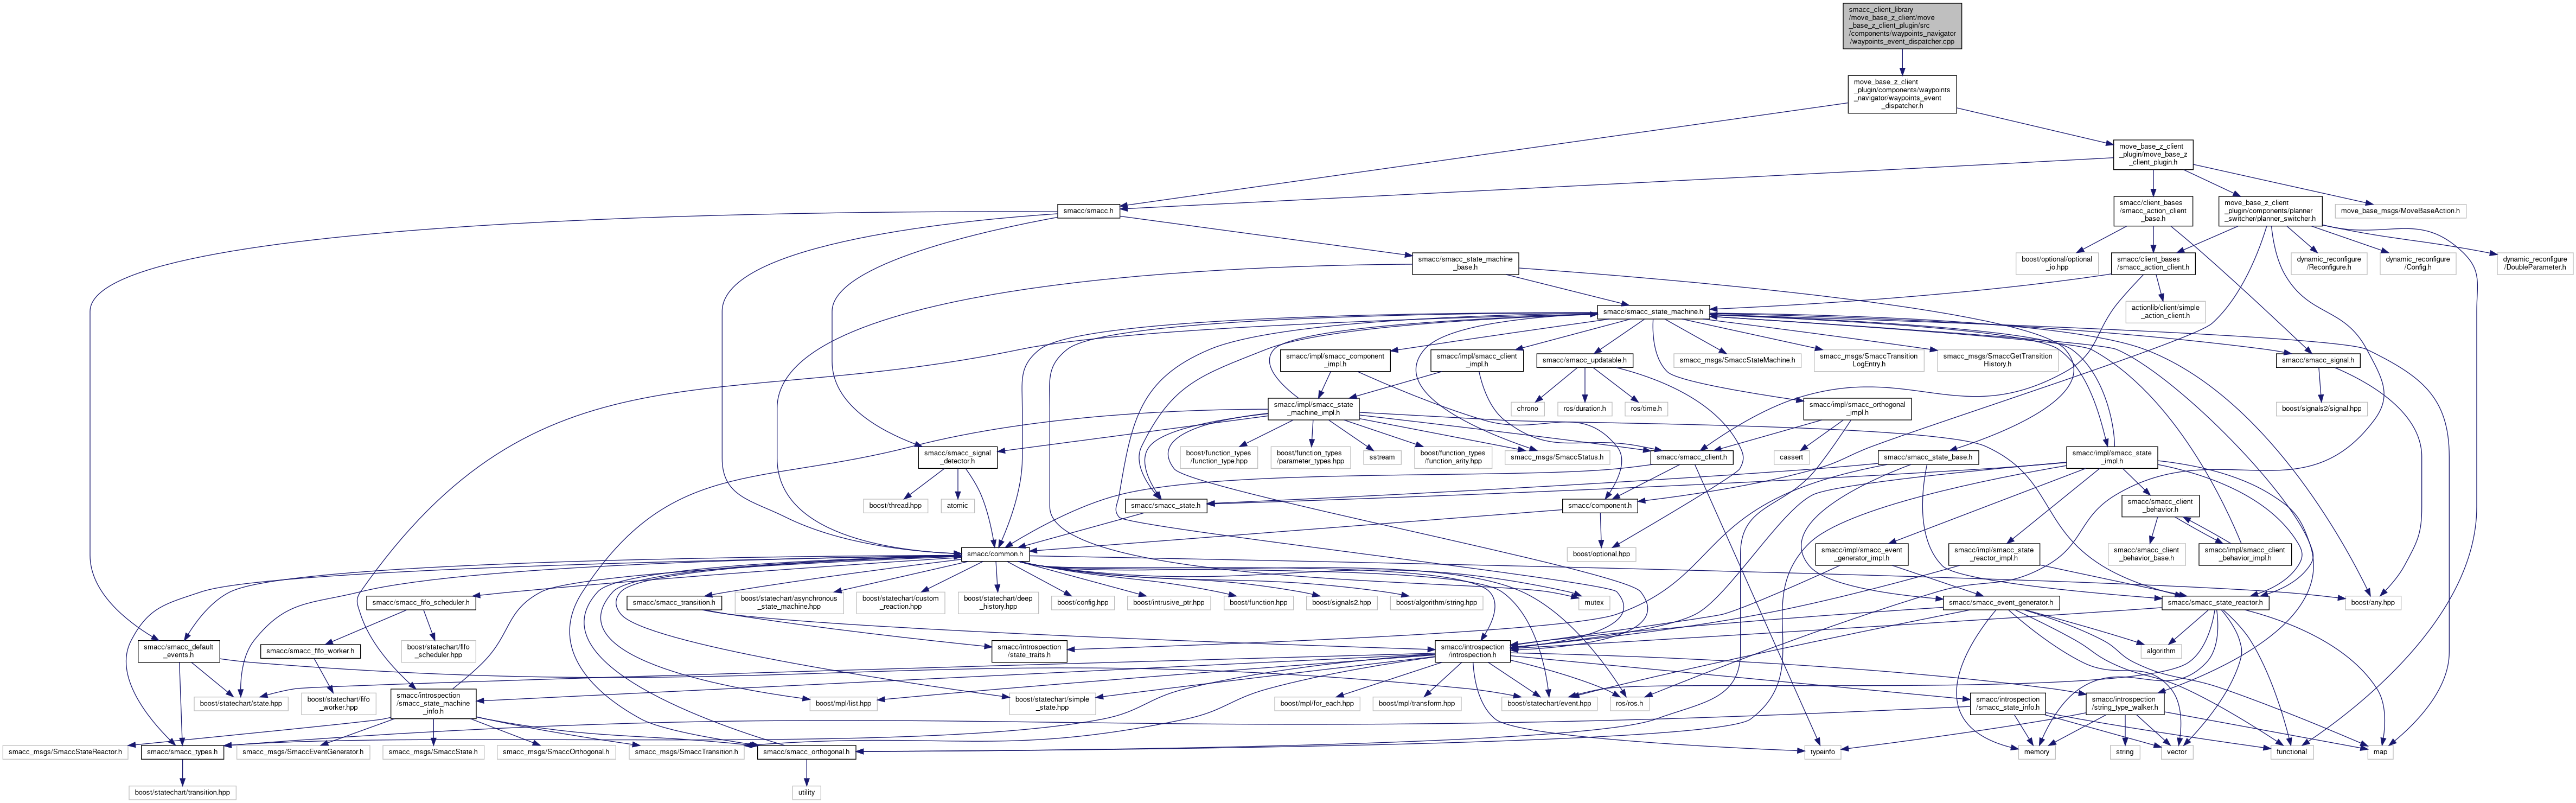 smacc_client_library
/move_base_z_client/move
_base_z_client_plugin/src
/components/waypoints_navigator
/waypoints_event_dispatcher.cpp
move_base_z_client
_plugin/components/waypoints
_navigator/waypoints_event
_dispatcher.h
move_base_z_client
_plugin/move_base_z
_client_plugin.h
smacc/smacc.h
smacc/client_bases
/smacc_action_client
_base.h
move_base_z_client
_plugin/components/planner
_switcher/planner_switcher.h
move_base_msgs/MoveBaseAction.h
smacc/smacc_state_machine
_base.h
boost/optional/optional
_io.hpp
smacc/client_bases
/smacc_action_client.h
dynamic_reconfigure
/Reconfigure.h
dynamic_reconfigure
/Config.h
dynamic_reconfigure
/DoubleParameter.h
smacc/smacc_state_machine.h
actionlib/client/simple
_action_client.h
smacc/impl/smacc_component
_impl.h
smacc/impl/smacc_client
_impl.h
smacc/smacc_updatable.h
smacc_msgs/SmaccStateMachine.h
smacc_msgs/SmaccTransition
LogEntry.h
smacc_msgs/SmaccGetTransition
History.h
smacc/smacc_signal.h
smacc/impl/smacc_state
_machine_impl.h
chrono
ros/duration.h
ros/time.h
smacc/impl/smacc_orthogonal
_impl.h
boost/signals2/signal.hpp
smacc/smacc_signal
_detector.h
boost/function_types
/function_type.hpp
boost/function_types
/parameter_types.hpp
sstream
boost/function_types
/function_arity.hpp
smacc_msgs/SmaccStatus.h
smacc/smacc_client.h
cassert
smacc/smacc_state_base.h
smacc/impl/smacc_state
_impl.h
boost/thread.hpp
atomic
smacc/smacc_state.h
smacc/component.h
smacc/smacc_client
_behavior.h
smacc/common.h
boost/optional.hpp
smacc/impl/smacc_event
_generator_impl.h
smacc/impl/smacc_state
_reactor_impl.h
smacc/smacc_client
_behavior_base.h
smacc/impl/smacc_client
_behavior_impl.h
smacc/smacc_fifo_scheduler.h
smacc/smacc_transition.h
boost/statechart/asynchronous
_state_machine.hpp
boost/statechart/custom
_reaction.hpp
boost/statechart/deep
_history.hpp
boost/config.hpp
boost/intrusive_ptr.hpp
boost/function.hpp
boost/signals2.hpp
boost/algorithm/string.hpp
mutex
smacc/smacc_event_generator.h
smacc/smacc_state_reactor.h
boost/any.hpp
smacc/smacc_default
_events.h
smacc/smacc_fifo_worker.h
boost/statechart/fifo
_scheduler.hpp
smacc/introspection
/state_traits.h
smacc/introspection
/introspection.h
algorithm
boost/statechart/state.hpp
boost/statechart/fifo
_worker.hpp
smacc/introspection
/smacc_state_machine
_info.h
boost/mpl/list.hpp
boost/statechart/simple
_state.hpp
boost/mpl/for_each.hpp
boost/mpl/transform.hpp
boost/statechart/event.hpp
ros/ros.h
smacc/introspection
/smacc_state_info.h
smacc/introspection
/string_type_walker.h
smacc_msgs/SmaccStateReactor.h
smacc/smacc_types.h
smacc_msgs/SmaccEventGenerator.h
smacc_msgs/SmaccState.h
smacc_msgs/SmaccOrthogonal.h
smacc_msgs/SmaccTransition.h
smacc/smacc_orthogonal.h
typeinfo
memory
string
vector
functional
map
boost/statechart/transition.hpp
utility